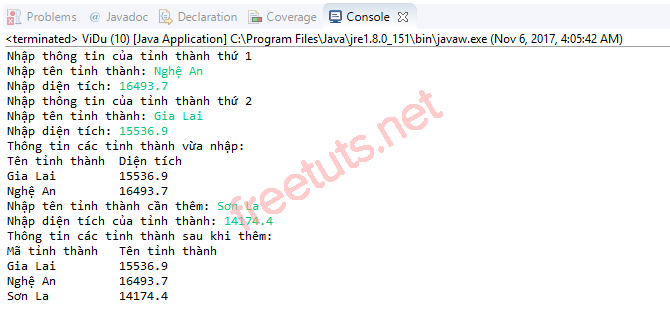 Problems @ Javadoc Declaration Coverage Console
<terminated> ViDu (10) [Java Application] C:\Program Files\Java\jre1.8.0_151\bin\javaw.exe (Nov 6, 2017, 4:05:42 AM)
Nhập thông tin của tỉnh thành thứ 1
Nhập tên tỉnh thành: Nghệ An
Nhập diện tích: 16493.7
Nhập thông tin của tỉnh thành thứ 2
Nhập tên tỉnh thành: Gia Lai
Nhập diện tích: 15536.9
Thông tin các tỉnh thành vừa nhập:
Tên tỉnh thành Diện tích
Gia Lai 15536.9
Nghệ An 16493.7
Nhập tên tỉnh thành cần thêm: Sơn La
Nhập diện tích của tỉnh thành: 14174.4
Thông tin các tỉnh thành sau khi thêm:
Mã tỉnh thành Tên tỉnh thành
Gia Lai 15536.9
Nghệ An 16493.7
Sơn La 14174.4
freetuts.net